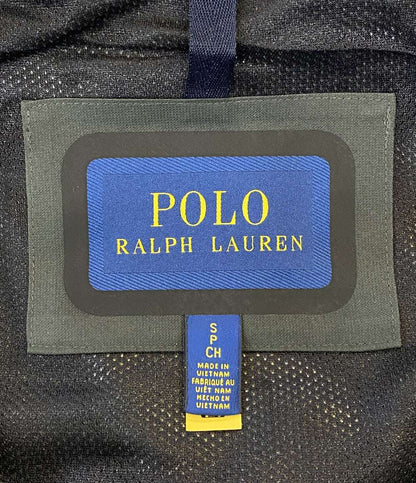 POLO
RALPH LAUREN
S
P
CH
MADE IN
VIETNAM
FABRIQUÉ AU
VIÊT NAM
HECHO EN
VIETNAM